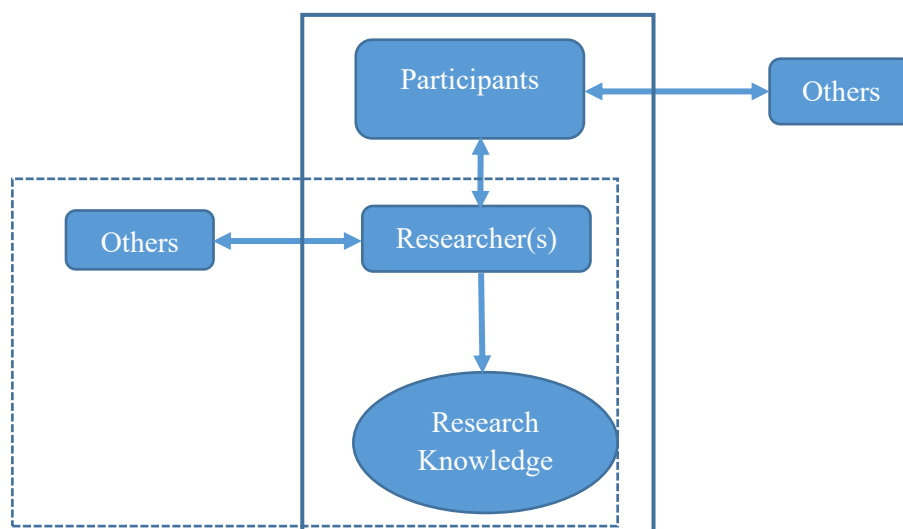 Participants
Others
Others
Researcher(s)
Research
Knowledge